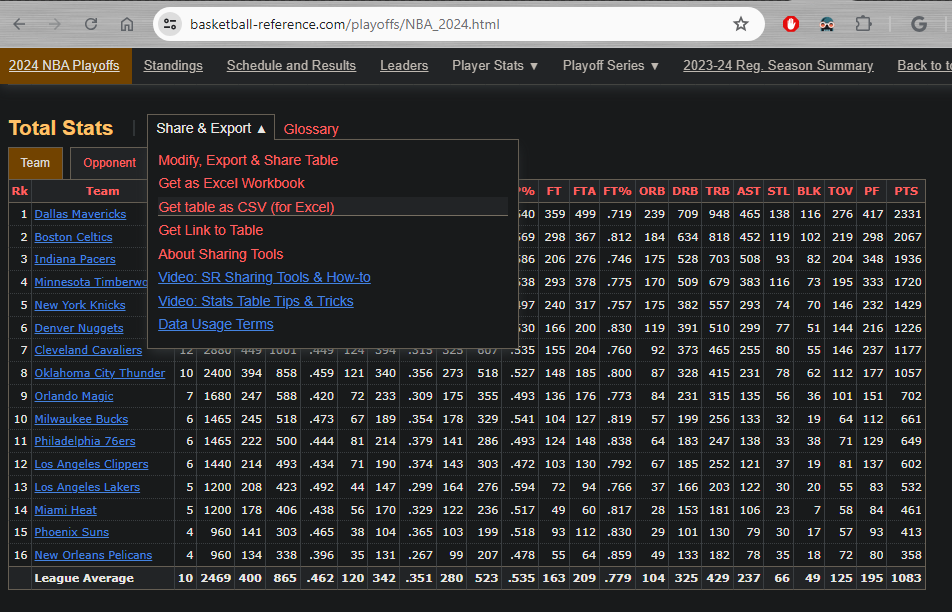 basketball-reference.com/playoffs/NBA_2024.html
2024 NBA Playoffs Standings Schedule and Results Leaders Player Stats ▼ Playoff Series ▼ 2023-24 Reg. Season Summary Back to
Total Stats Share & Export ▲ Glossary
Team Opponent
Modify, Export & Share Table
Get as Excel Workbook
Get table as CSV (for Excel)
Get Link to Table
About Sharing Tools
Video: SR Sharing Tools & How-to
Video: Stats Table Tips & Tricks
Data Usage Terms
Rk Team P% FT FTA FT% ORB DRB TRB AST STL BLK TOV PF PTS
1 Dallas Mavericks 359 499 .719 239 709 948 465 138 116 276 417 2331
2 Boston Celtics 298 367 .812 184 634 818 452 119 102 219 298 2067
3 Indiana Pacers 206 276 .746 175 528 703 508 93 82 204 348 1936
4 Minnesota Timberwo 293 378 .775 170 509 679 383 116 73 195 333 1720
5 New York Knicks 240 317 .757 175 382 557 293 74 70 146 232 1429
6 Denver Nuggets 166 200 .830 119 391 510 299 77 51 144 216 1226
7 Cleveland Cavaliers 12 2880 449 1001 .449 124 394 .315 325 607 .535 155 204 .760 92 373 465 255 80 55 146 237 1177
8 Oklahoma City Thunder 10 2400 394 858 .459 121 340 .356 273 518 .527 148 185 .800 87 328 415 231 78 62 112 177 1057
9 Orlando Magic 7 1680 247 588 .420 72 233 .309 175 355 .493 136 176 .773 84 231 315 135 56 36 101 151 702
10 Milwaukee Bucks 6 1465 245 518 .473 67 189 .354 178 329 .541 104 127 .819 57 199 256 133 32 19 64 112 661
11 Philadelphia 76ers 6 1465 222 500 .444 81 214 .379 141 286 .493 124 148 .838 64 183 247 138 33 38 71 129 649
12 Los Angeles Clippers 6 1440 214 493 .434 71 190 .374 143 303 .472 103 130 .792 67 185 252 121 37 19 81 137 602
13 Los Angeles Lakers 5 1200 208 423 .492 44 147 .299 164 276 .594 72 94 .766 37 166 203 122 30 20 55 83 532
14 Miami Heat 5 1200 178 406 .438 56 170 .329 122 236 .517 49 60 .817 28 153 181 106 23 7 58 84 461
15 Phoenix Suns 4 960 141 303 .465 38 104 .365 103 199 .518 93 112 .830 29 101 130 79 30 17 57 93 413
16 New Orleans Pelicans 4 960 134 338 .396 35 131 .267 99 207 .478 55 64 .859 49 133 182 78 35 18 72 80 358
League Average 10 2469 400 865 .462 120 342 .351 280 523 .535 163 209 .779 104 325 429 237 66 49 125 195 1083